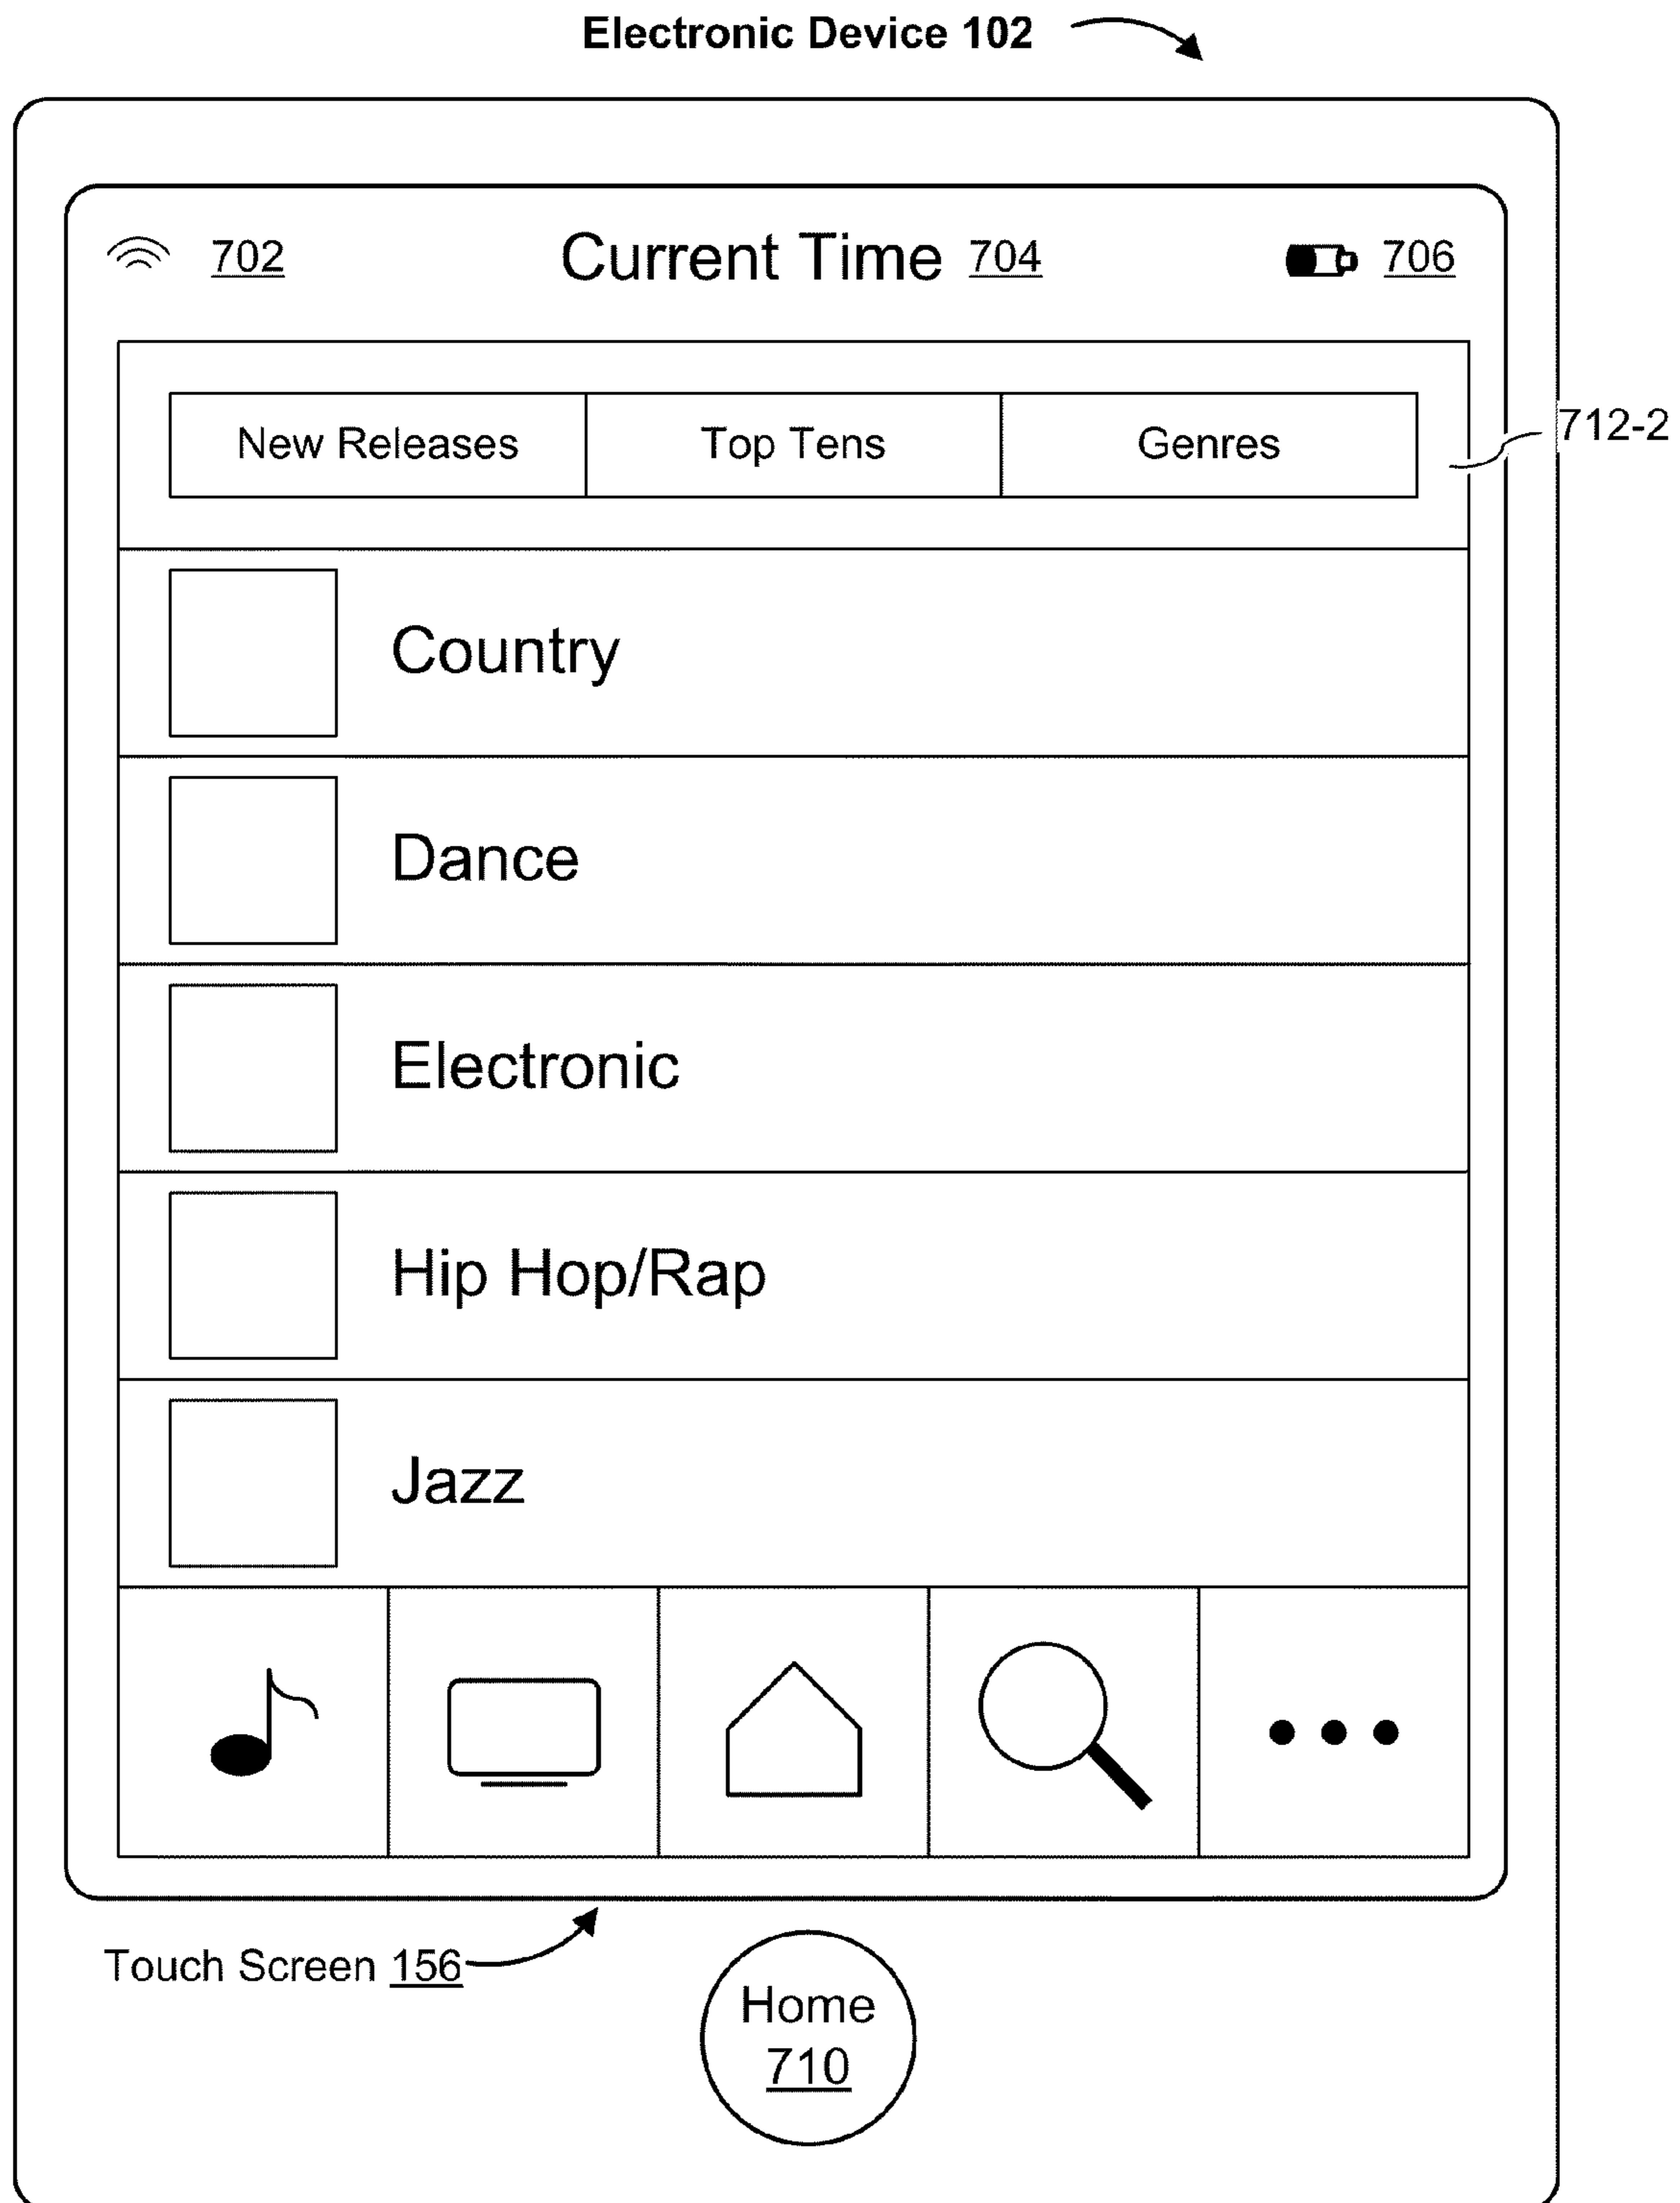 Electronic Device 102
702 Current Time 704 706
New Releases Top Tens Genres
712-2
Country
Dance
Electronic
Hip Hop/Rap
Jazz
Touch Screen 156
Home
710